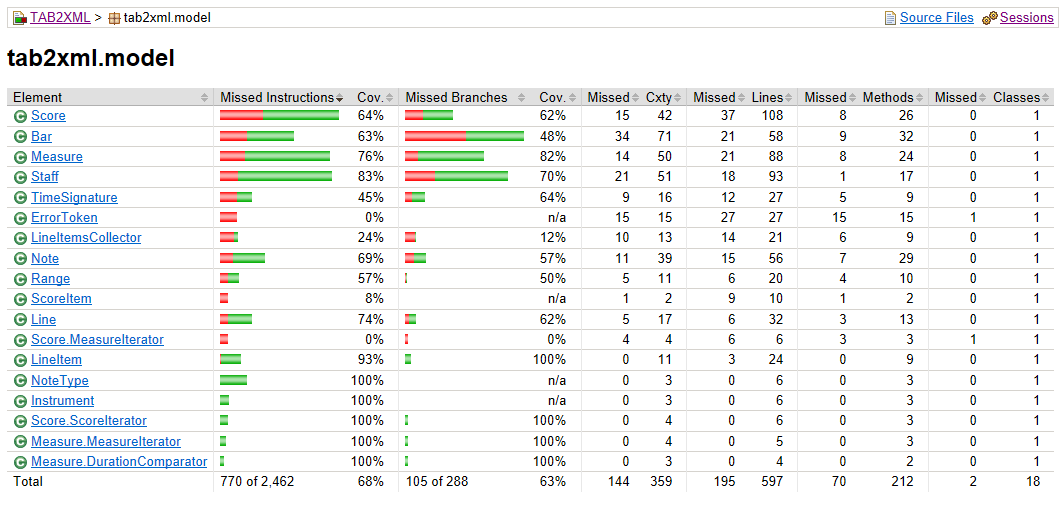 TAB2XML > tab2xml.model Source Files Sessions
tab2xml.model
Element Missed Instructions Cov. Missed Branches Cov. Missed Cxty Missed Lines Missed Methods Missed Classes
Score 64% 62% 15 42 37 108 8 26 0 1
Bar 63% 48% 34 71 21 58 9 32 0 1
Measure 76% 82% 14 50 21 88 8 24 0 1
Staff 83% 70% 21 51 18 93 1 17 0 1
TimeSignature 45% 64% 9 16 12 27 5 9 0 1
ErrorToken 0% n/a 15 15 27 27 15 15 1 1
LineItemsCollector 24% 12% 10 13 14 21 6 9 0 1
Note 69% 57% 11 39 15 56 7 29 0 1
Range 57% 50% 5 11 6 20 4 10 0 1
ScoreItem 8% n/a 1 2 9 10 1 2 0 1
Line 74% 62% 5 17 6 32 3 13 0 1
Score.MeasureIterator 0% 0% 4 4 6 6 3 3 1 1
LineItem 93% 100% 0 11 3 24 0 9 0 1
NoteType 100% n/a 0 3 0 6 0 3 0 1
Instrument 100% n/a 0 3 0 6 0 3 0 1
Score.ScoreIterator 100% 100% 0 4 0 6 0 3 0 1
Measure.MeasureIterator 100% 100% 0 4 0 5 0 3 0 1
Measure.DurationComparator 100% 100% 0 3 0 4 0 2 0 1
Total 770 of 2,462 68% 105 of 288 63% 144 359 195 597 70 212 2 18